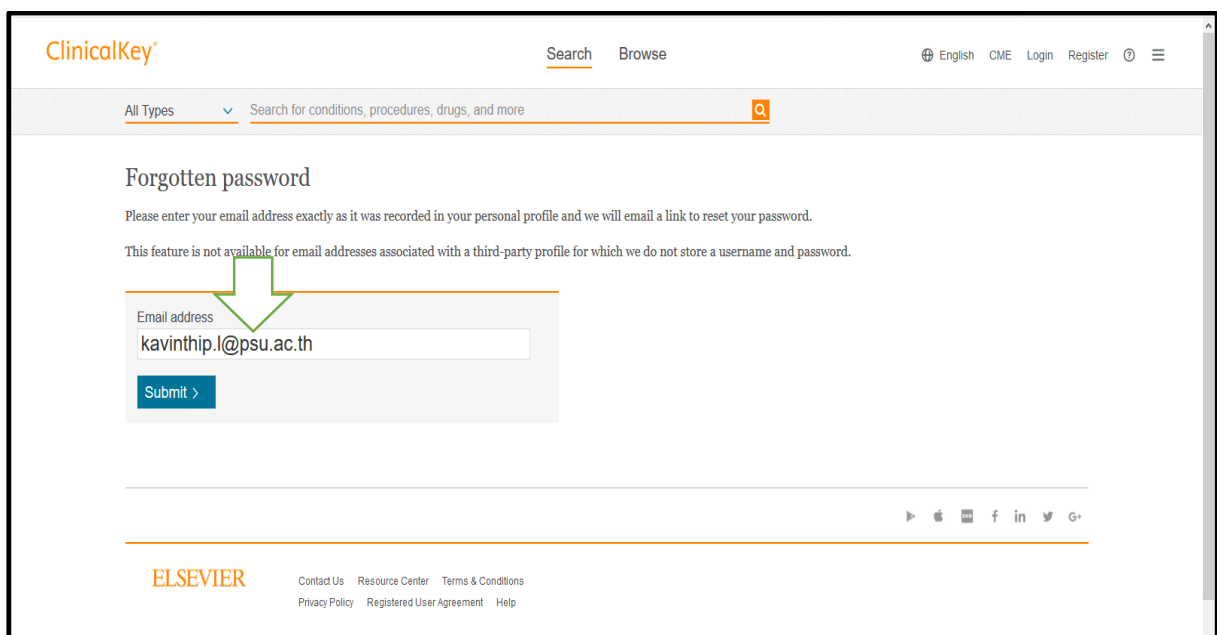 ClinicalKey®
Search Browse
English CME Login Register ?
All Types Search for conditions, procedures, drugs, and more
Forgotten password
Please enter your email address exactly as it was recorded in your personal profile and we will email a link to reset your password.
This feature is not available for email addresses associated with a third-party profile for which we do not store a username and password.
Email address
kavinthip.l@psu.ac.th
Submit >
f in G+
ELSEVIER
Contact Us Resource Center Terms & Conditions
Privacy Policy Registered User Agreement Help